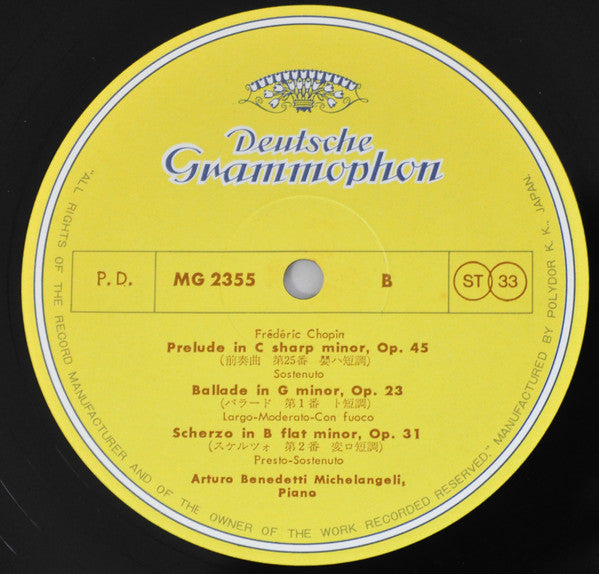 Deutsche
Grammophon
P.D.
MG 2355
B
ST 33
Frédéric Chopin
Prelude in C sharp minor, Op. 45
(前奏曲 第25番 嬰ハ短調)
Sostenuto
Ballade in G minor, Op. 23
(バラード 第1番 ト短調)
Largo-Moderato-Con fuoco
Scherzo in B flat minor, Op. 31
(スケルツォ 第2番 変ロ短調)
Presto-Sostenuto
Arturo Benedetti Michelangeli,
Piano
"ALL RIGHTS OF THE RECORD MANUFACTURER AND OF THE OWNER OF THE WORK RECORDED RESERVED." MANUFACTURED BY POLYDOR K. K., JAPAN.